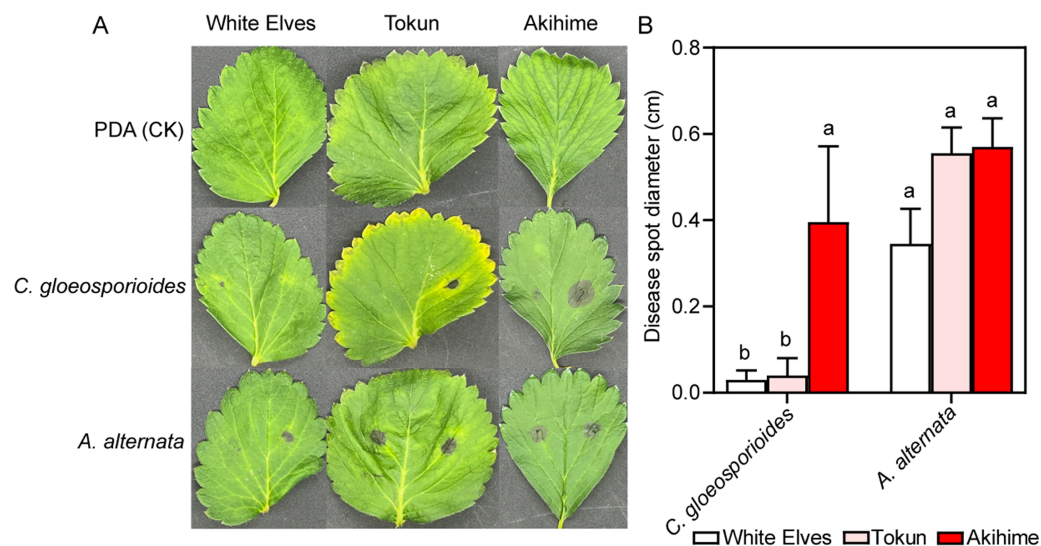 A
White Elves
Tokun
Akihime
PDA (CK)
C. gloeosporioides
A. alternata
B
Disease spot diameter (cm)
0.8
0.6
0.4
0.2
0.0
b
b
a
a
a
a
C. gloeosporioides
A. alternata
White Elves
Tokun
Akihime